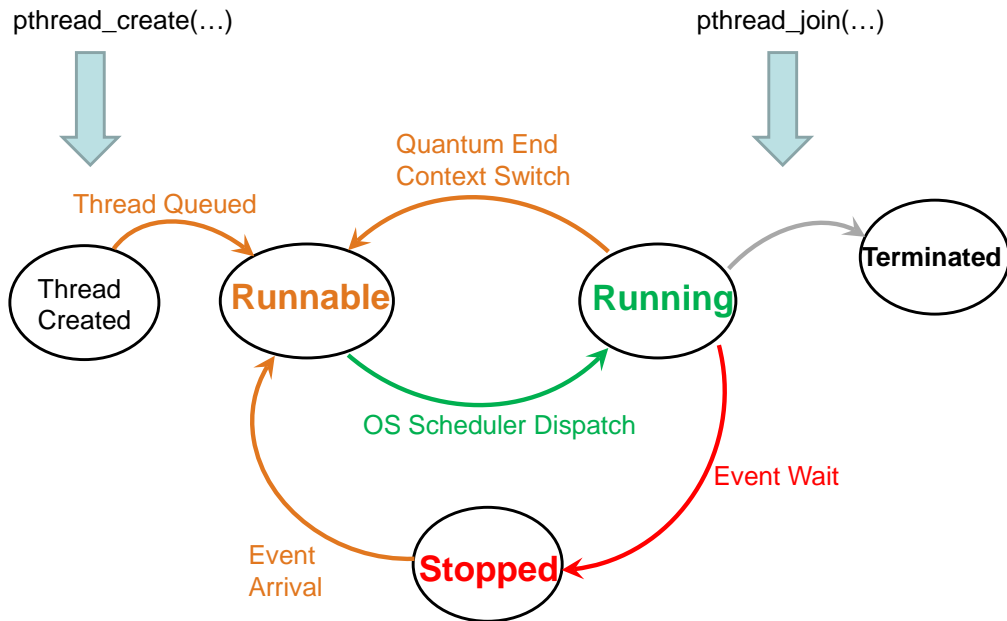 pthread_create(…)
pthread_join(…)
Quantum End
Context Switch
Thread Queued
Thread
Created
Runnable
Running
Terminated
OS Scheduler Dispatch
Event Wait
Event
Arrival
Stopped